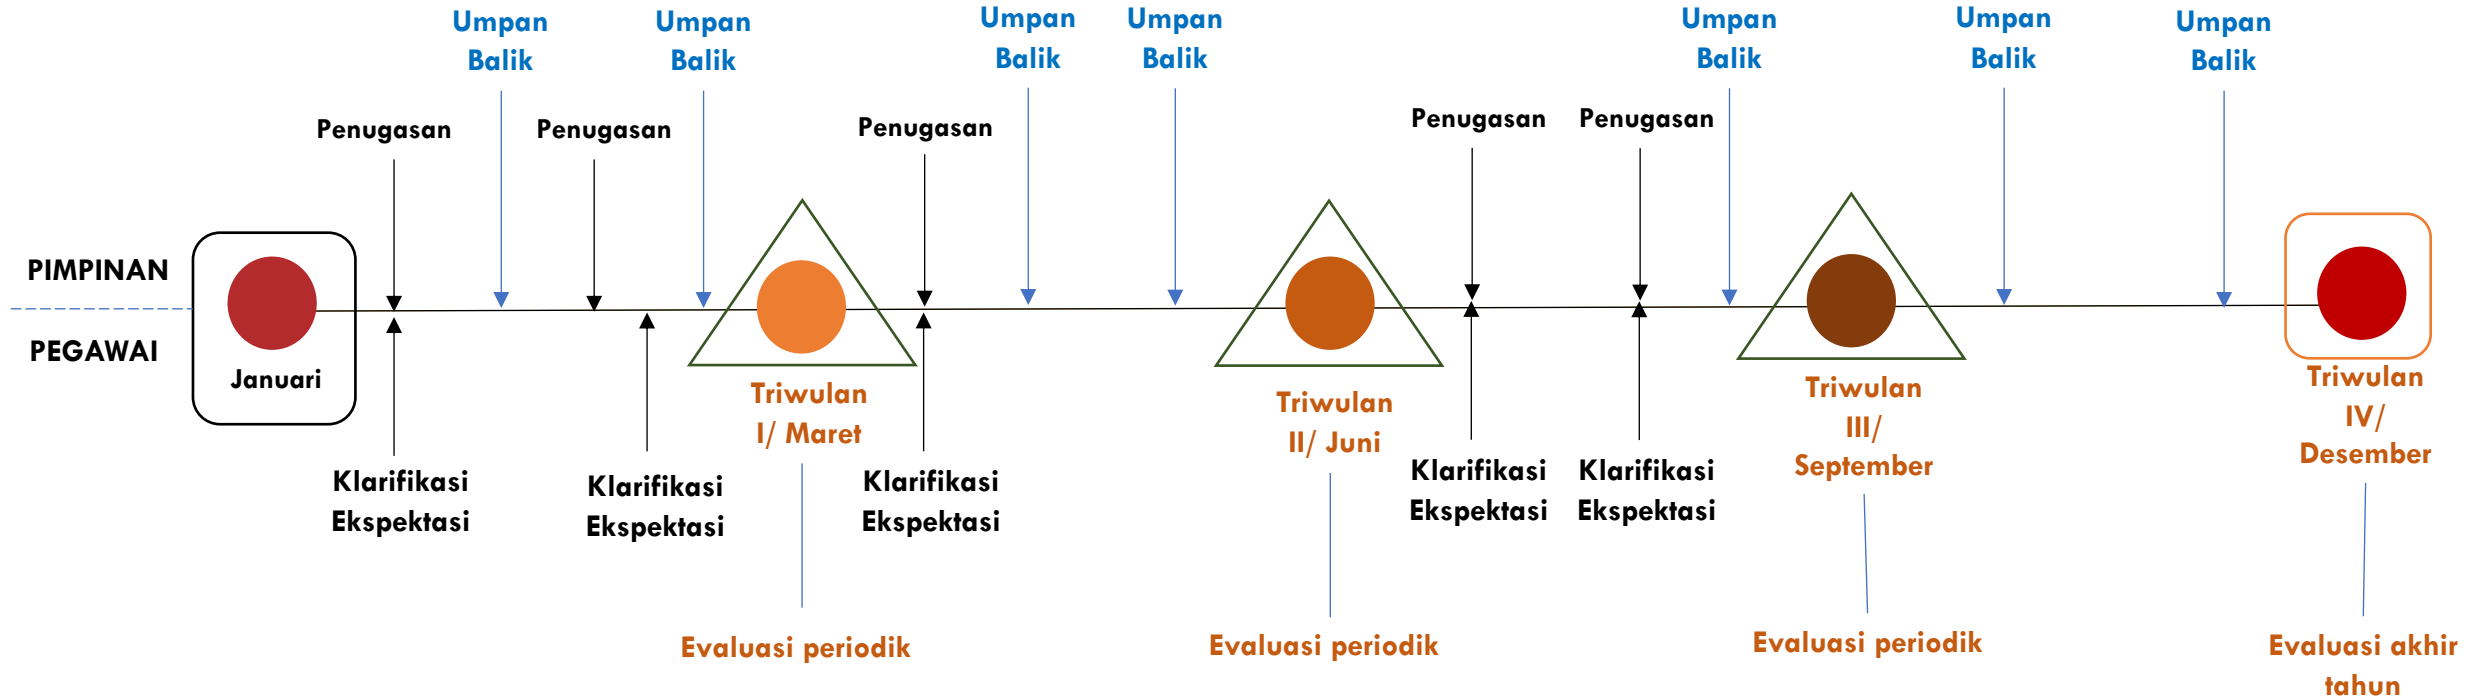 Umpan
Balik
Umpan
Balik
Umpan
Balik
Umpan
Balik
Umpan
Balik
Umpan
Balik
Umpan
Balik
Penugasan
Penugasan
Penugasan
Penugasan
Penugasan
PIMPINAN
PEGAWAI
Januari
Triwulan
I/ Maret
Triwulan
II/ Juni
Triwulan
III/
September
Triwulan
IV/
Desember
Klarifikasi
Ekspektasi
Klarifikasi
Ekspektasi
Klarifikasi
Ekspektasi
Klarifikasi
Ekspektasi
Klarifikasi
Ekspektasi
Evaluasi periodik
Evaluasi periodik
Evaluasi periodik
Evaluasi akhir
tahun